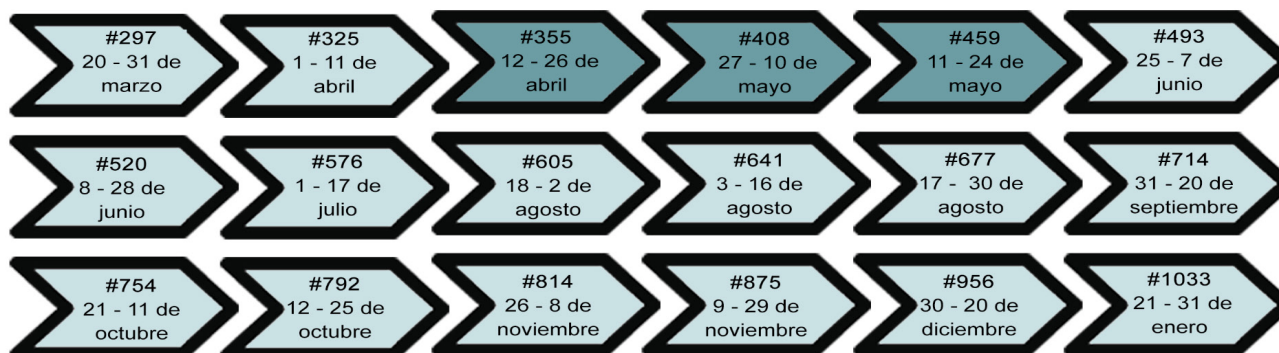 #297
20 - 31 de
marzo
#325
1 - 11 de
abril
#355
12 - 26 de
abril
#408
27 - 10 de
mayo
#459
11 - 24 de
mayo
#493
25 - 7 de
junio
#520
8 - 28 de
junio
#576
1 - 17 de
julio
#605
18 - 2 de
agosto
#641
3 - 16 de
agosto
#677
17 - 30 de
agosto
#714
31 - 20 de
septiembre
#754
21 - 11 de
octubre
#792
12 - 25 de
octubre
#814
26 - 8 de
noviembre
#875
9 - 29 de
noviembre
#956
30 - 20 de
diciembre
#1033
21 - 31 de
enero